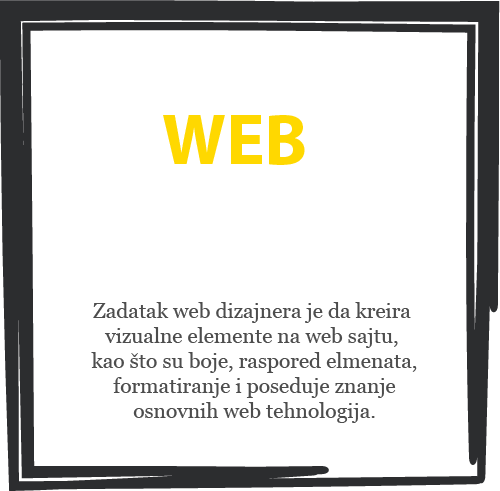 WEB
Zadatak web dizajnera je da kreira
vizualne elemente na web sajtu,
kao što su boje, raspored elmenata,
formatiranje i poseduje znanje
osnovnih web tehnologija.